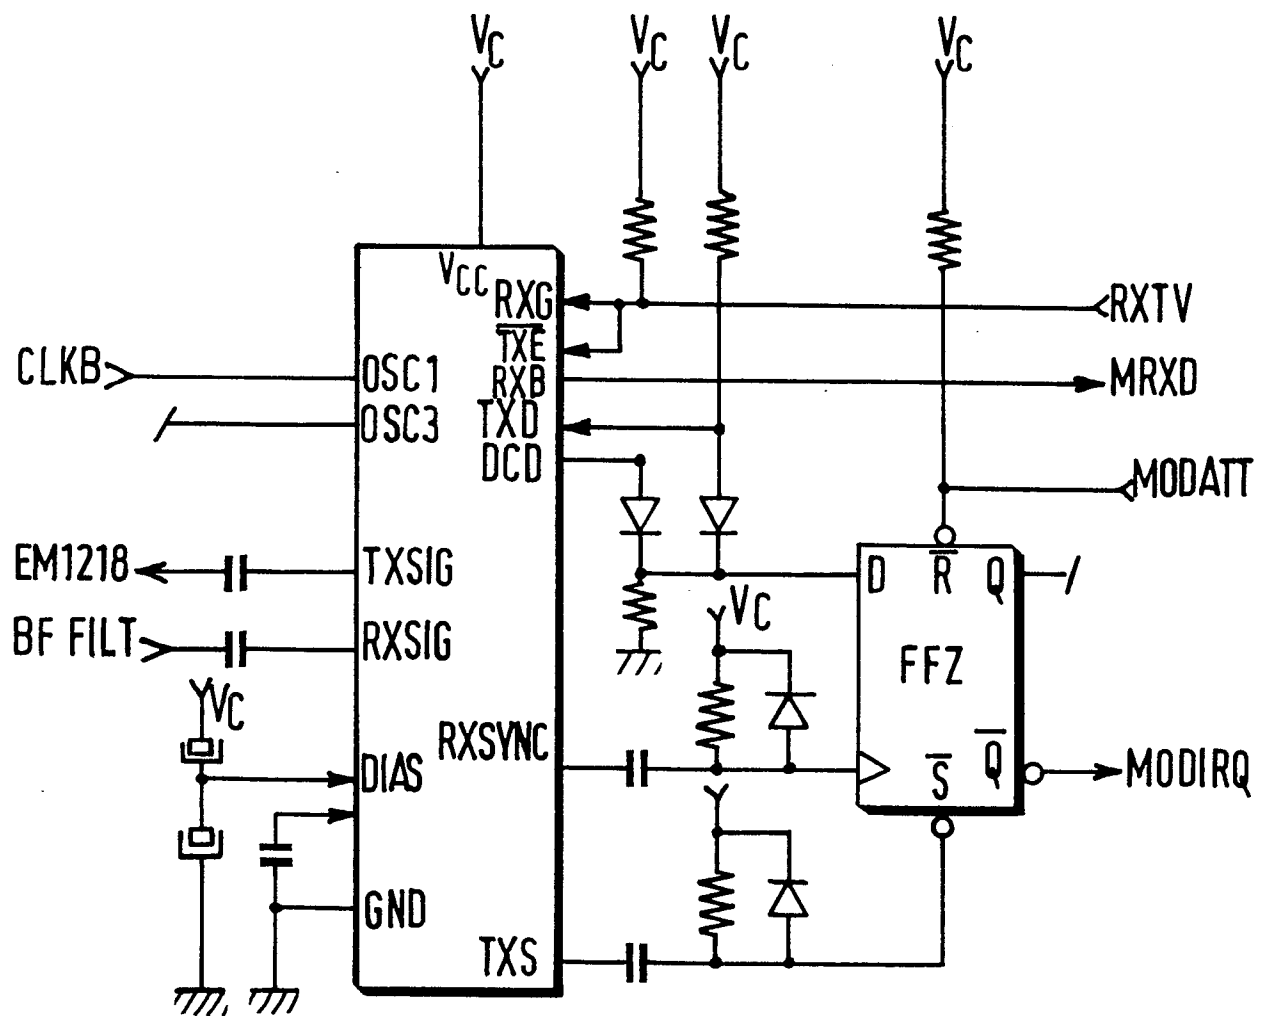 VC
VC
VC
VC
VCC
RXG
RXTV
TXE
CLKB
OSC1
RXB
MRXD
OSC3
TXD
DCD
MODATT
EM1218
TXSIG
D
R
Q
VC
BF FILT
RXSIG
FFZ
VC
RXSYNC
DIAS
S
Q
MODIRQ
GND
TXS